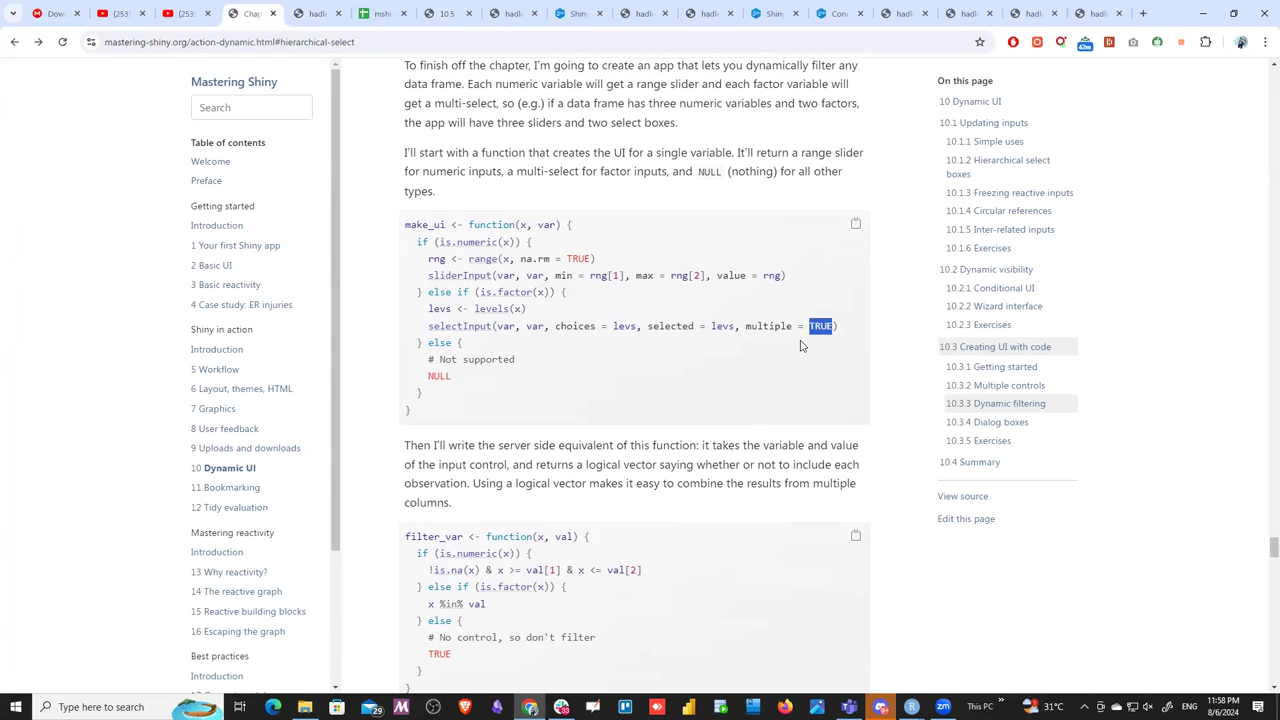 Dow
(253
(253
Dynamic
hadle
#mast
hadle
hadl
hadl
hadl
hadl
hadl
mastering-shiny.org/action-dynamic.html#hierarchical-select
42m
Mastering Shiny
Search
Table of contents
Welcome
Preface
Getting started
Introduction
1 Your first Shiny app
2 Basic UI
3 Basic reactivity
4 Case study: ER injuries
Shiny in action
Introduction
5 Workflow
6 Layout, themes, HTML
7 Graphics
8 User feedback
9 Uploads and downloads
10 Dynamic UI
11 Bookmarking
12 Tidy evaluation
Mastering reactivity
Introduction
13 Why reactivity?
14 The reactive graph
15 Reactive building blocks
16 Escaping the graph
Best practices
Introduction
To finish off the chapter, I'm going to create an app that lets you dynamically filter any
data frame. Each numeric variable will get a range slider and each factor variable will
get a multi-select, so (e.g.) if a data frame has three numeric variables and two factors,
the app will have three sliders and two select boxes.
I'll start with a function that creates the UI for a single variable. It'll return a range slider
for numeric inputs, a multi-select for factor inputs, and NULL (nothing) for all other
types.
make_ui <- function(x, var) {
if (is.numeric(x)) {
rng <- range(x, na.rm = TRUE)
sliderInput(var, var, min = rng[1], max = rng[2], value = rng)
} else if (is.factor(x)) {
levs <- levels(x)
selectInput(var, var, choices = levs, selected = levs, multiple = TRUE)
} else {
# Not supported
NULL
}
}
Then I'll write the server side equivalent of this function: it takes the variable and value
of the input control, and returns a logical vector saying whether or not to include each
observation. Using a logical vector makes it easy to combine the results from multiple
columns.
filter_var <- function(x, val) {
if (is.numeric(x)) {
!is.na(x) & x >= val[1] & x <= val[2]
} else if (is.factor(x)) {
x %in% val
} else {
# No control, so don't filter
TRUE
}
}
On this page
10 Dynamic UI
10.1 Updating inputs
10.1.1 Simple uses
10.1.2 Hierarchical select
boxes
10.1.3 Freezing reactive inputs
10.1.4 Circular references
10.1.5 Inter-related inputs
10.1.6 Exercises
10.2 Dynamic visibility
10.2.1 Conditional UI
10.2.2 Wizard interface
10.2.3 Exercises
10.3 Creating UI with code
10.3.1 Getting started
10.3.2 Multiple controls
10.3.3 Dynamic filtering
10.3.4 Dialog boxes
10.3.5 Exercises
10.4 Summary
View source
Edit this page
Type here to search
29
This PC
31°C
11:58 PM
8/6/2024